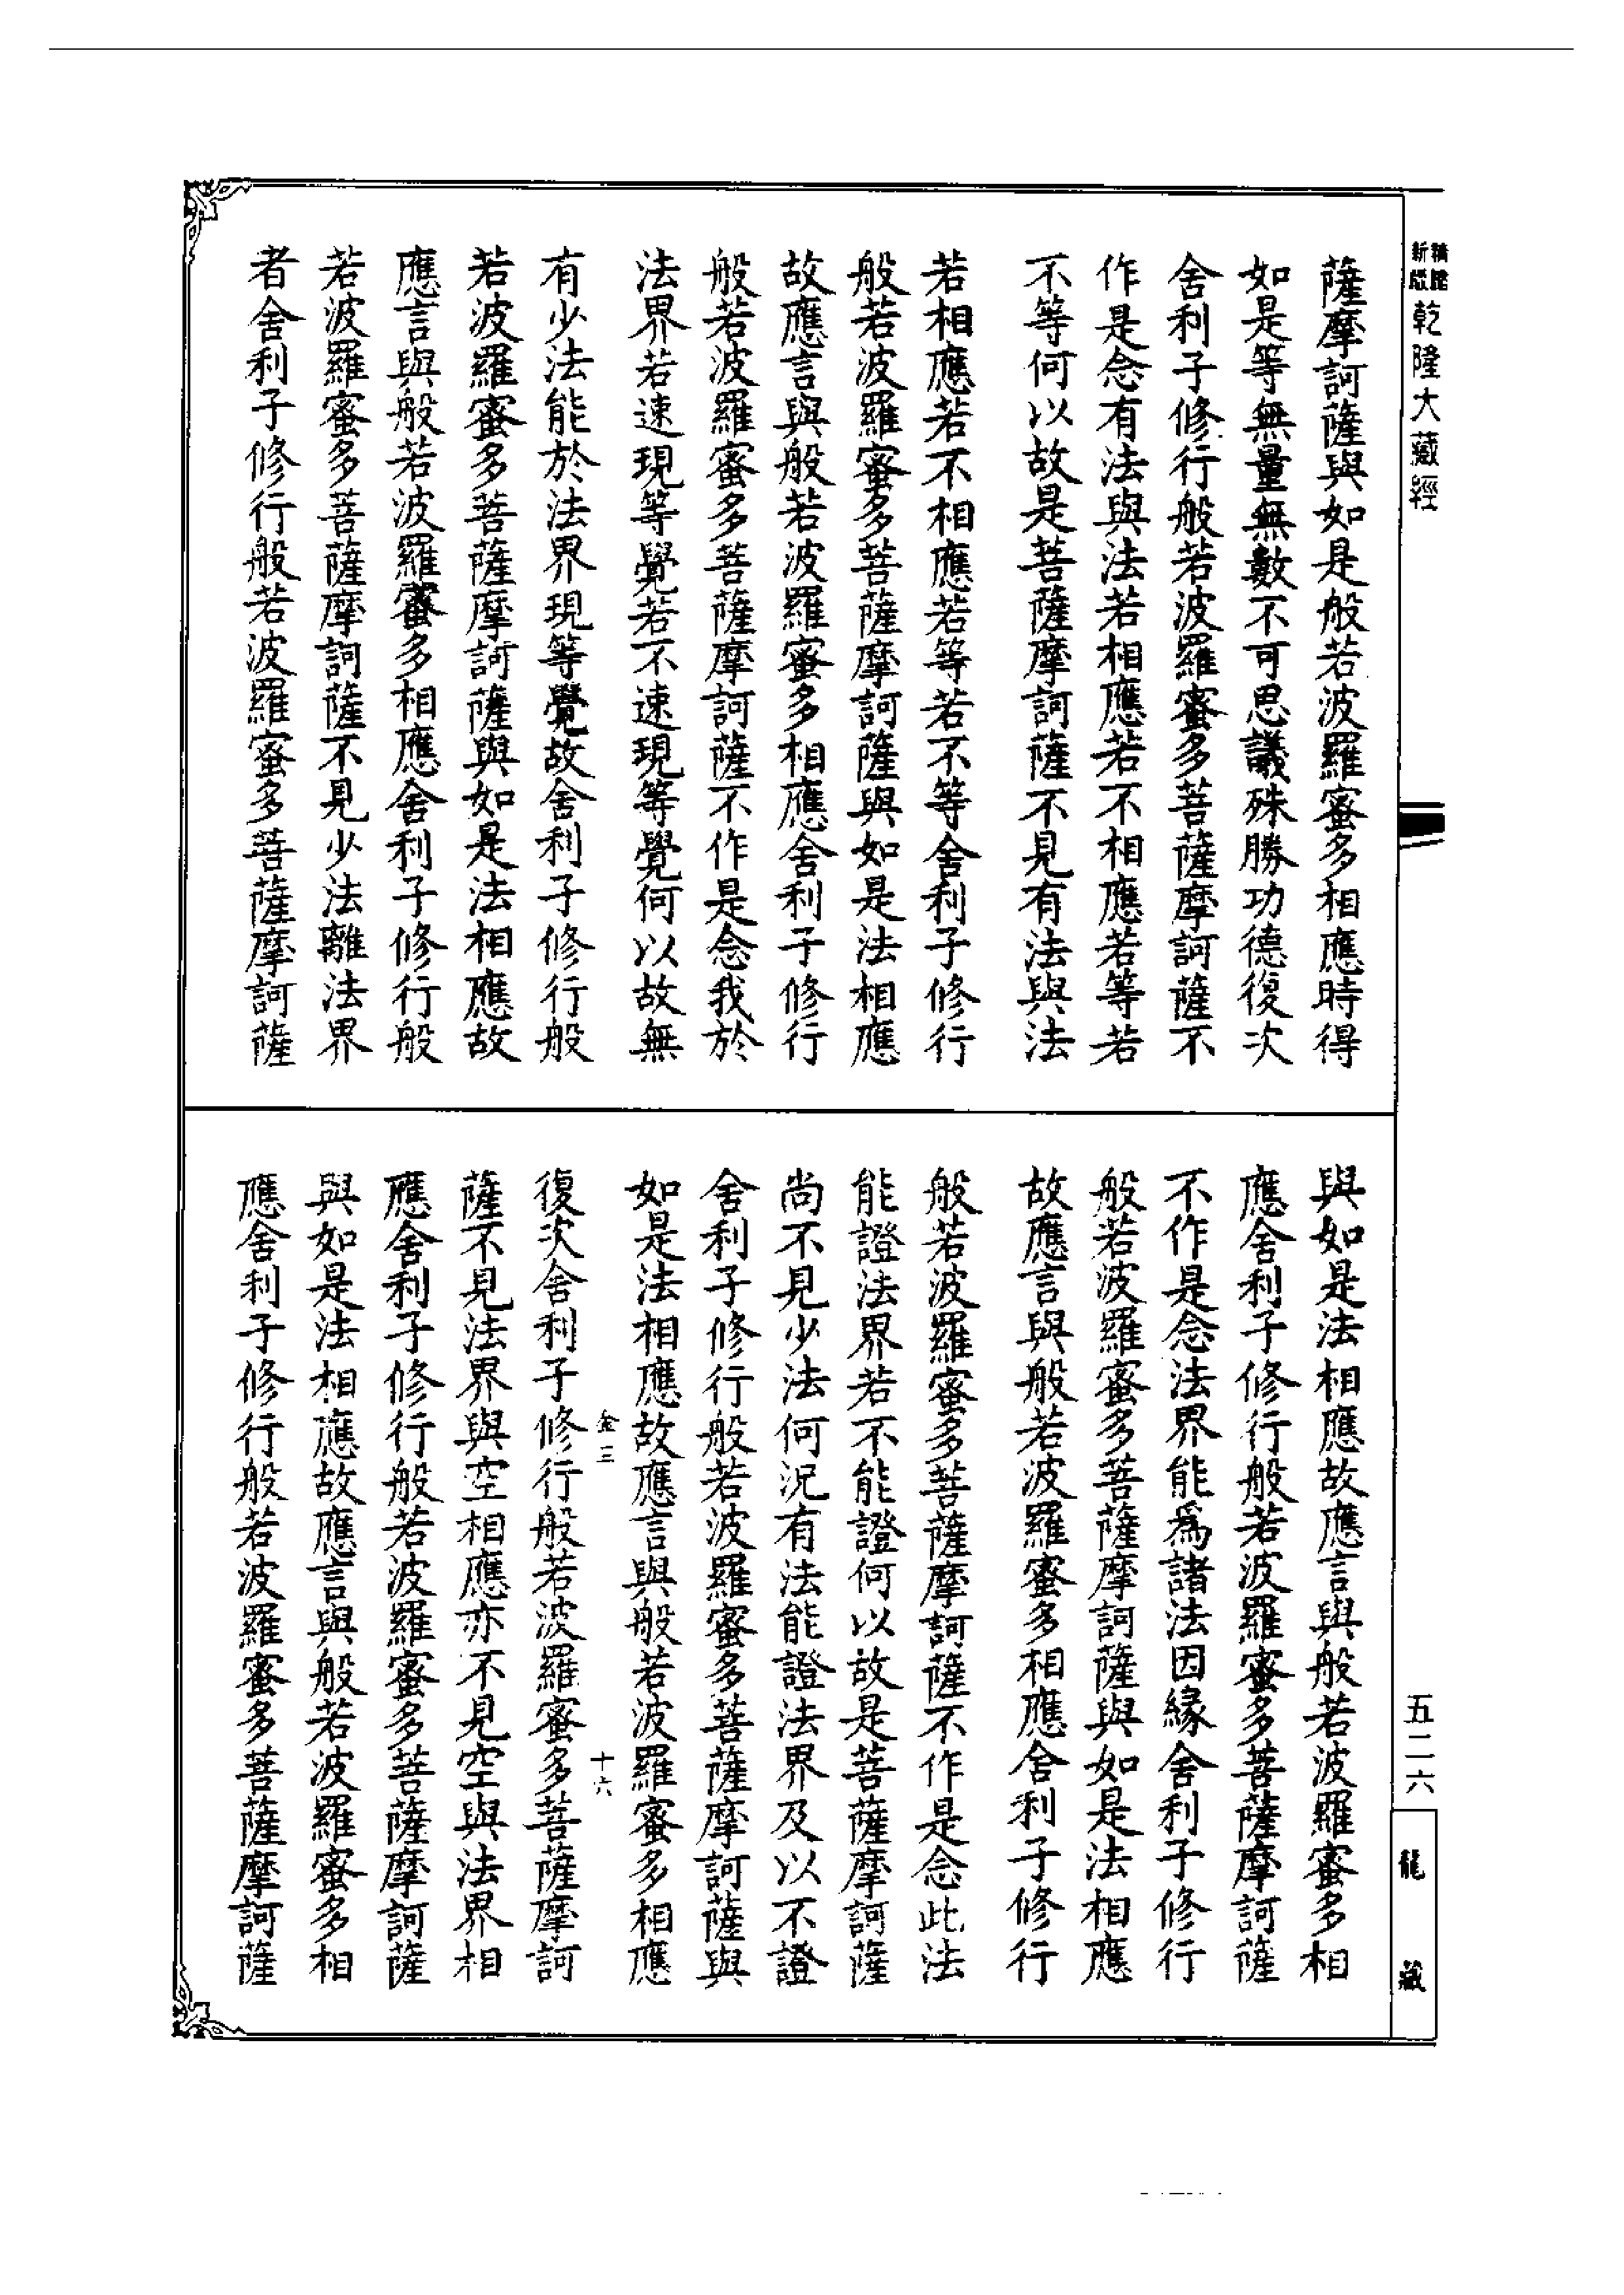 乾隆大藏經
薩摩訶薩與如是般若波羅蜜多相應時得
如是等無量無數不可思議殊勝功德復次
舍利子修行般若波羅蜜多菩薩摩訶薩不
作是念有法與法若相應若不相應若等若
不等何以故是菩薩摩訶薩不見有法與法
若相應若不相應若等若不等舍利子修行
般若波羅蜜多菩薩摩訶薩與如是法相應
故應言與般若波羅蜜多相應舍利子修行
般若波羅蜜多菩薩摩訶薩不作是念我於
法界若速現等覺若不速現等覺何以故無
有少法能於法界現等覺故舍利子修行般
若波羅蜜多菩薩摩訶薩與如是法相應故
應言與般若波羅蜜多相應舍利子修行般
若波羅蜜多菩薩摩訶薩不見少法離法界
者舍利子修行般若波羅蜜多菩薩摩訶薩
與如是法相應故應言與般若波羅蜜多相
應舍利子修行般若波羅蜜多菩薩摩訶薩
不作是念法界能為諸法因緣舍利子修行
般若波羅蜜多菩薩摩訶薩與如是法相應
故應言與般若波羅蜜多相應舍利子修行
般若波羅蜜多菩薩摩訶薩不作是念此法
能證法界若不能證何以故是菩薩摩訶薩
尚不見少法何況有法能證法界及以不證
舍利子修行般若波羅蜜多菩薩摩訶薩與
如是法相應故應言與般若波羅蜜多相應
金三 十六
復次舍利子修行般若波羅蜜多菩薩摩訶
薩不見法界與空相應亦不見空與法界相
應舍利子修行般若波羅蜜多菩薩摩訶薩
與如是法相應故應言與般若波羅蜜多相
應舍利子修行般若波羅蜜多菩薩摩訶薩
五二六
龍藏